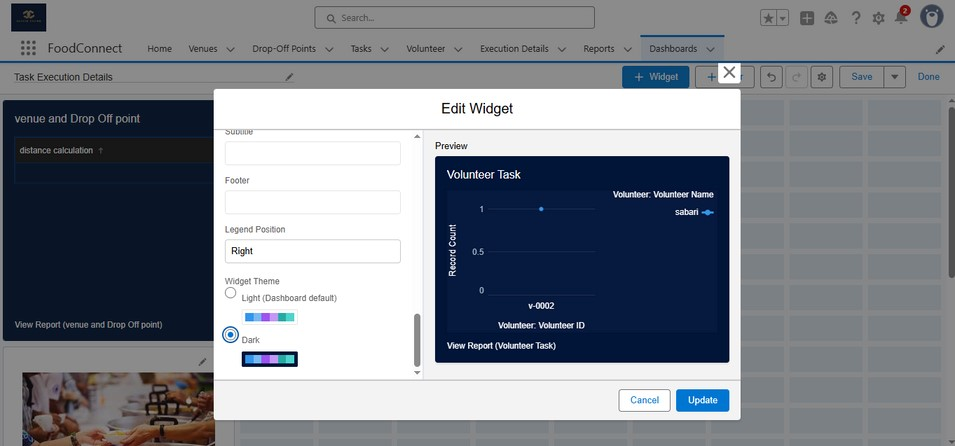 Search...
2
FoodConnect
Home
Venues
Drop-Off Points
Tasks
Volunteer
Execution Details
Reports
Dashboards
Task Execution Details
+ Widget
+
Save
Done
venue and Drop Off point
distance calculation ↑
View Report (venue and Drop Off point)
Edit Widget
Subtitle
Footer
Legend Position
Right
Widget Theme
Light (Dashboard default)
Dark
Preview
Volunteer Task
Volunteer: Volunteer Name
sabari
Record Count
1
0.5
0
v-0002
Volunteer: Volunteer ID
View Report (Volunteer Task)
Cancel
Update